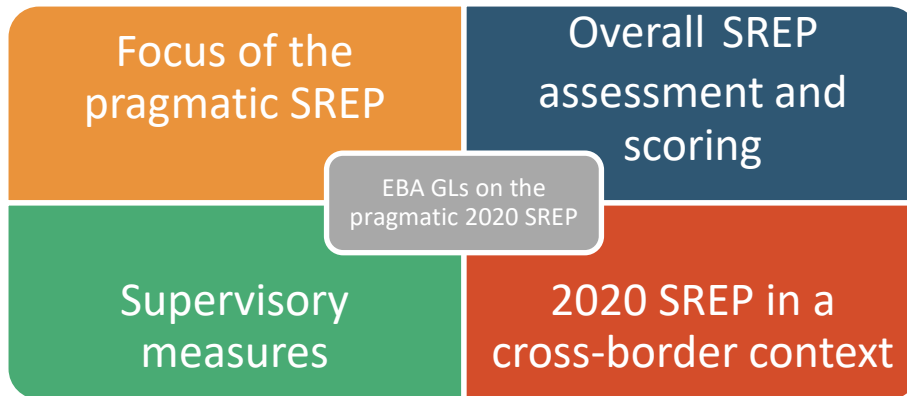 Focus of the
pragmatic SREP
Overall SREP
assessment and
scoring
EBA GLs on the
pragmatic 2020 SREP
Supervisory
measures
2020 SREP in a
cross-border context